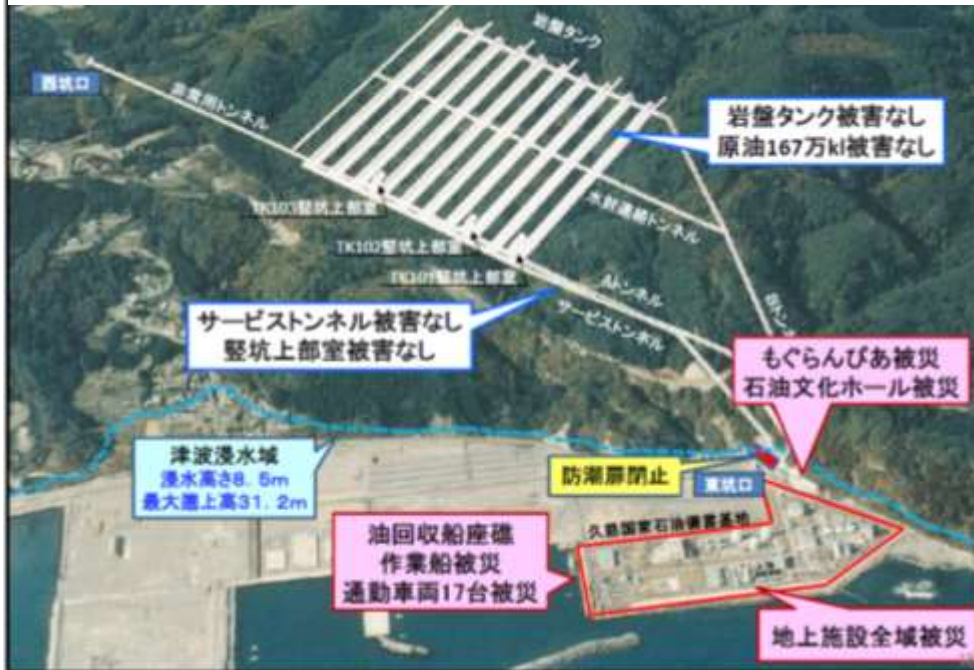 岩盤タンク
西坑口
岩盤タンク被害なし
原油167万kl被害なし
水封連絡トンネル
TK103竪坑上部室
TK102竪坑上部室
TK101竪坑上部室
Aトンネル
サービストンネル
サービストンネル被害なし
竪坑上部室被害なし
もぐらんぴあ被災
石油文化ホール被災
津波浸水域
浸水高さ8.5m
最大遡上高31.2m
防潮扉閉止
東坑口
久慈国家石油備蓄基地
油回収船座礁
作業船被災
通勤車両17台被災
地上施設全域被災